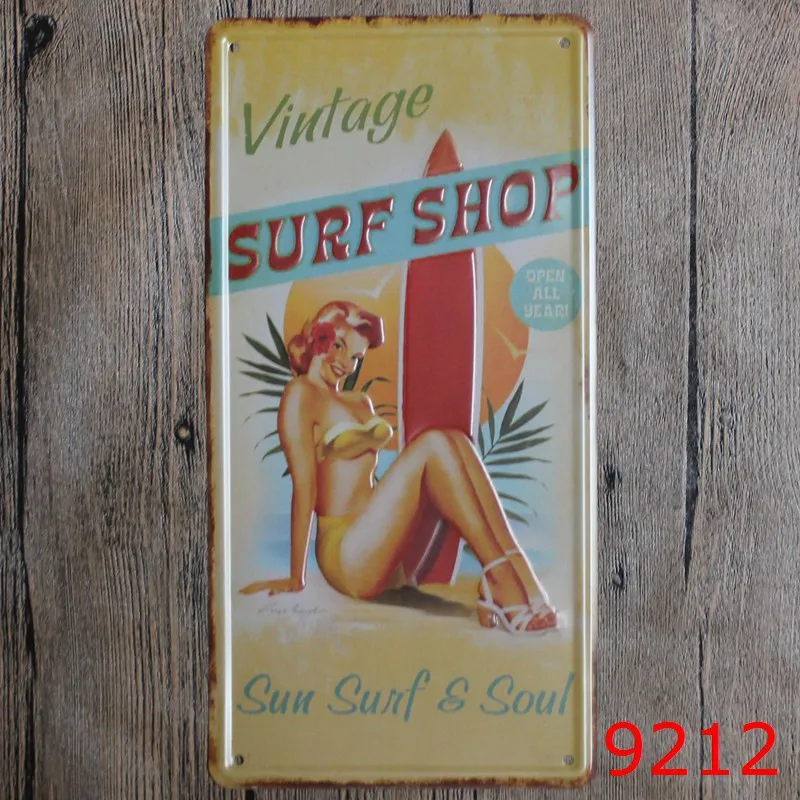 Vintage
SURF SHOP
OPEN
ALL
YEAR!
Sun Surf & Soul
9212